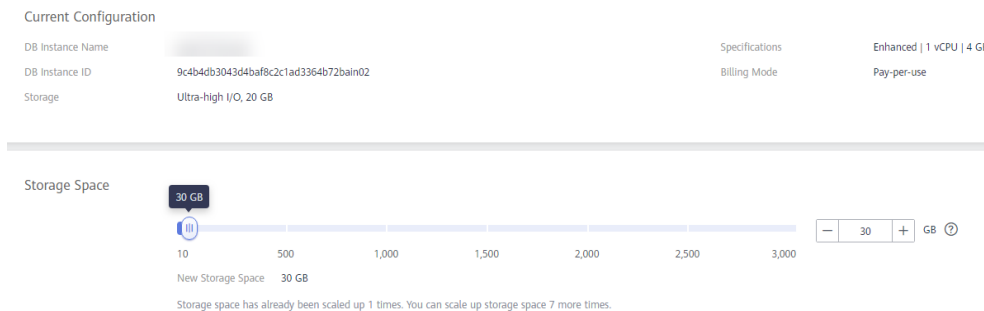 Current Configuration
DB Instance Name
Specifications Enhanced | 1 vCPU | 4 GB
DB Instance ID 9c4b4db3043d4baf8c2c1ad3364b72bain02
Billing Mode Pay-per-use
Storage Ultra-high I/O, 20 GB
Storage Space
30 GB
30 GB
10 500 1,000 1,500 2,000 2,500 3,000
New Storage Space 30 GB
Storage space has already been scaled up 1 times. You can scale up storage space 7 more times.